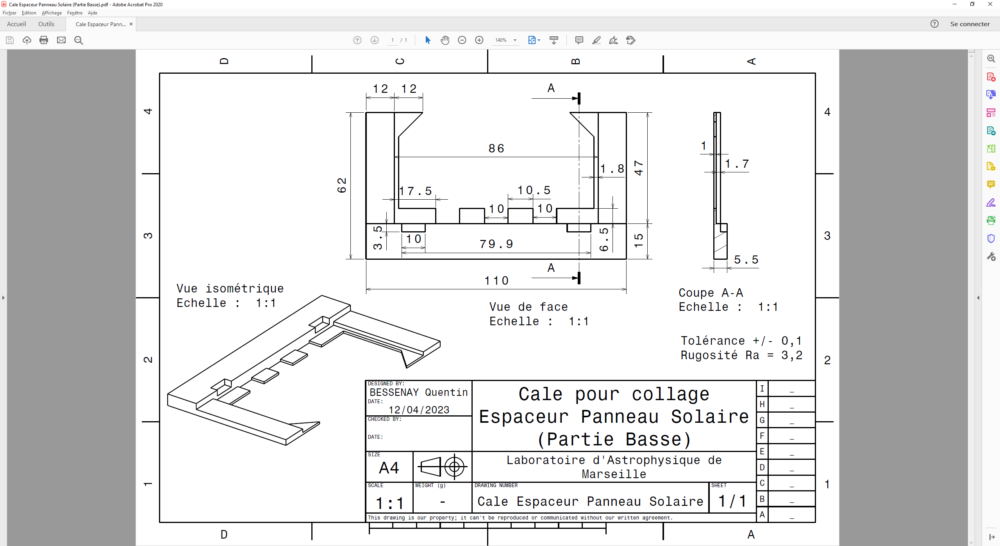 Cale Espaceur Panneau Solaire (Partie Basse).pdf - Adobe Acrobat Pro 2020
Fichier Edition Affichage Fenêtre Aide
Accueil Outils Cale Espaceur Pann... × ? Se connecter
1 / 1 140%
D C B A
12 12 A
4 4
86
1
1.7
1.8
47
62
17.5 10.5
10 10
3.5
10
79.9
6.5
15
3 3
5.5
A
110
Vue isométrique
Echelle : 1:1
Vue de face
Echelle : 1:1
Coupe A-A
Echelle : 1:1
Tolérance +/- 0,1
Rugosité Ra = 3,2
2 2
DESIGNED BY:
BESSENAY Quentin
DATE:
12/04/2023
CHECKED BY:
DATE:
Cale pour collage
Espaceur Panneau Solaire
(Partie Basse)
SIZE
A4
Laboratoire d'Astrophysique de
Marseille
SCALE
1:1
WEIGHT (g)
-
DRAWING NUMBER
Cale Espaceur Panneau Solaire
SHEET
1/1
This drawing is our property; it can't be reproduced or communicated without our written agreement.
I _
H _
G _
F _
E _
D _
C _
B _
A _
1 1
D A